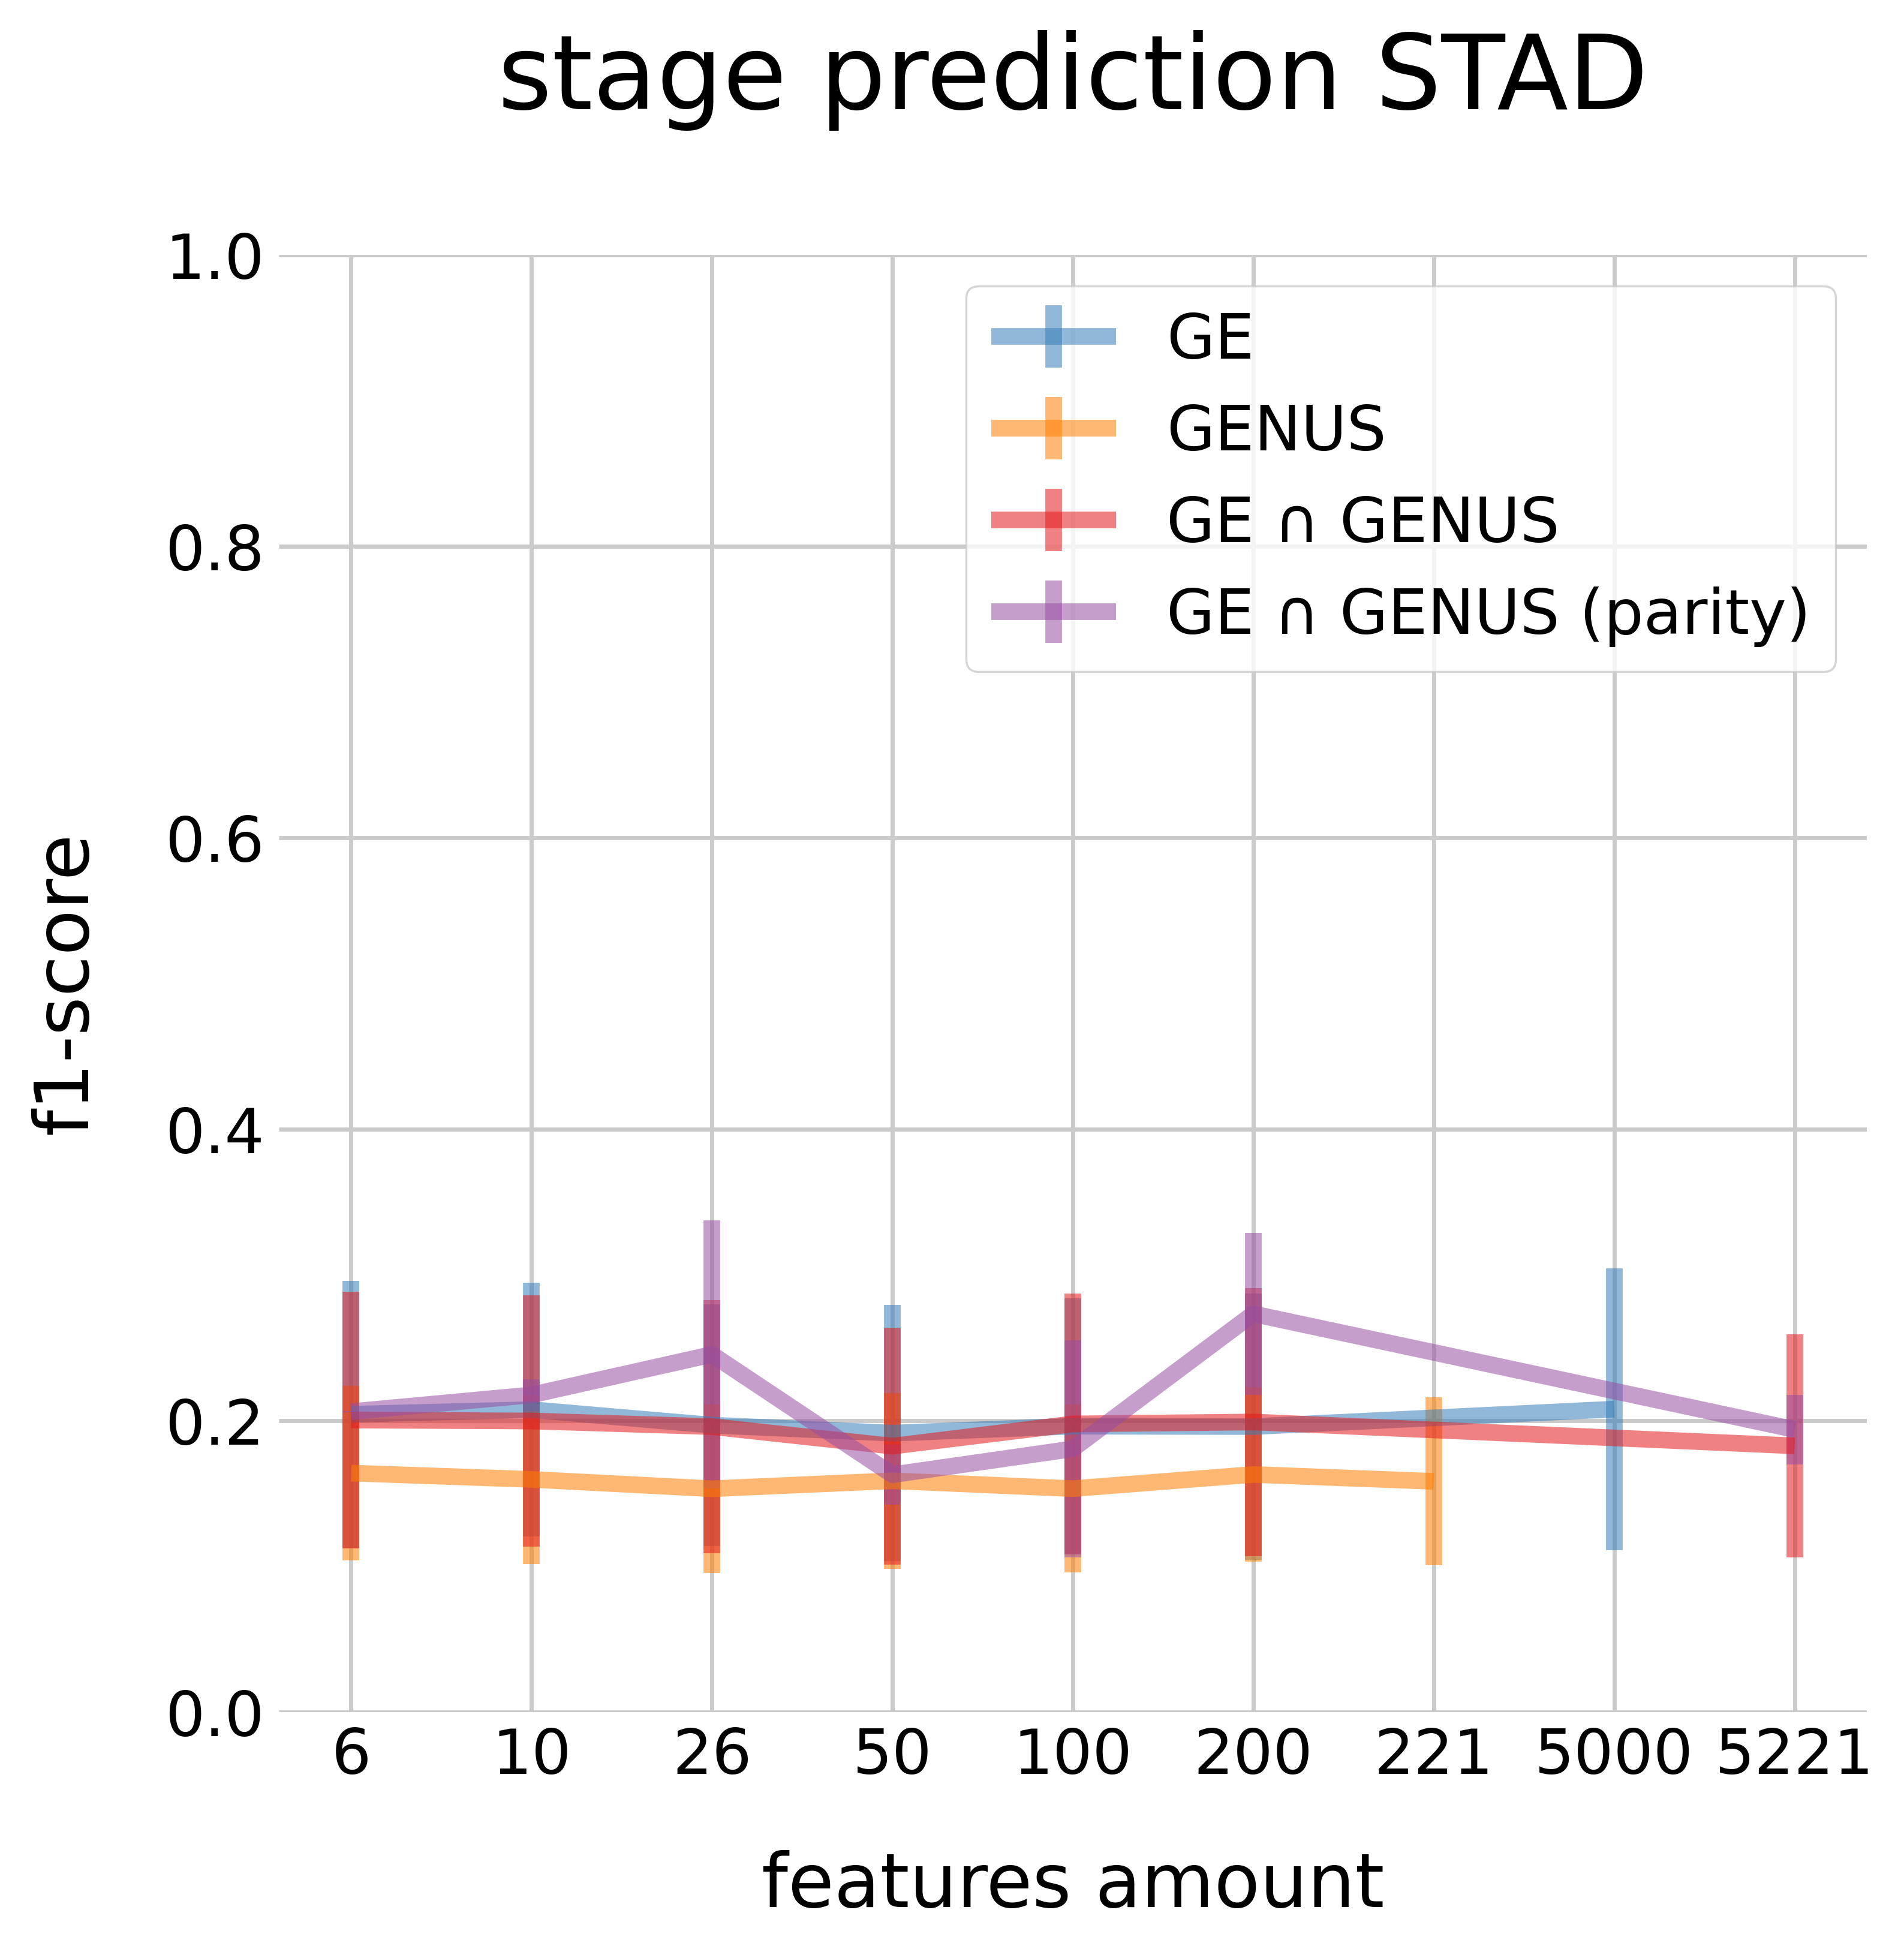 stage prediction STAD
1.0
0.8
0.6
0.4
0.2
0.0
f1-score
GE
GENUS
GE ∩ GENUS
GE ∩ GENUS (parity)
6 10 26 50 100 200 221 5000 5221
features amount